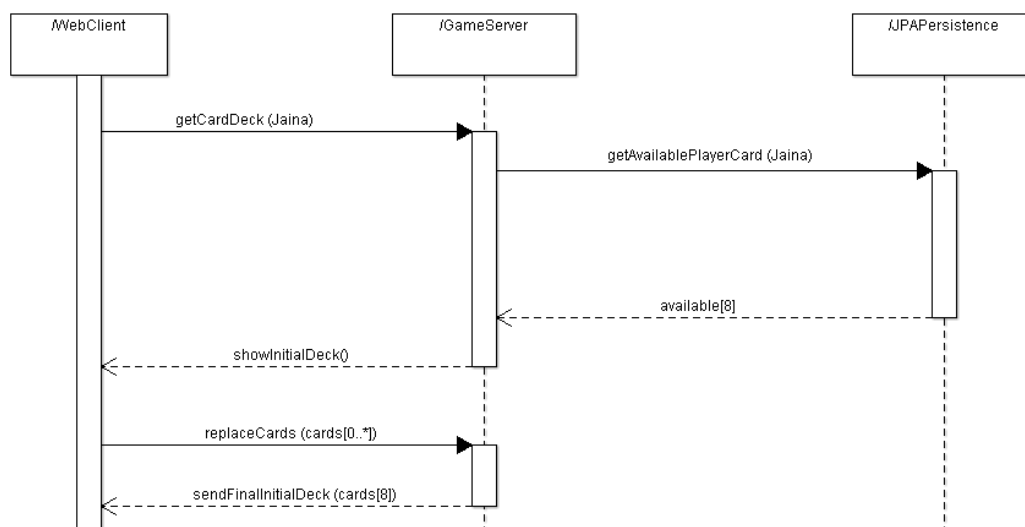 /WebClient
/GameServer
/JPAPersistence
getCardDeck (Jaina)
getAvailablePlayerCard (Jaina)
available[8]
showInitialDeck()
replaceCards (cards[0..*])
sendFinalInitialDeck (cards[8])